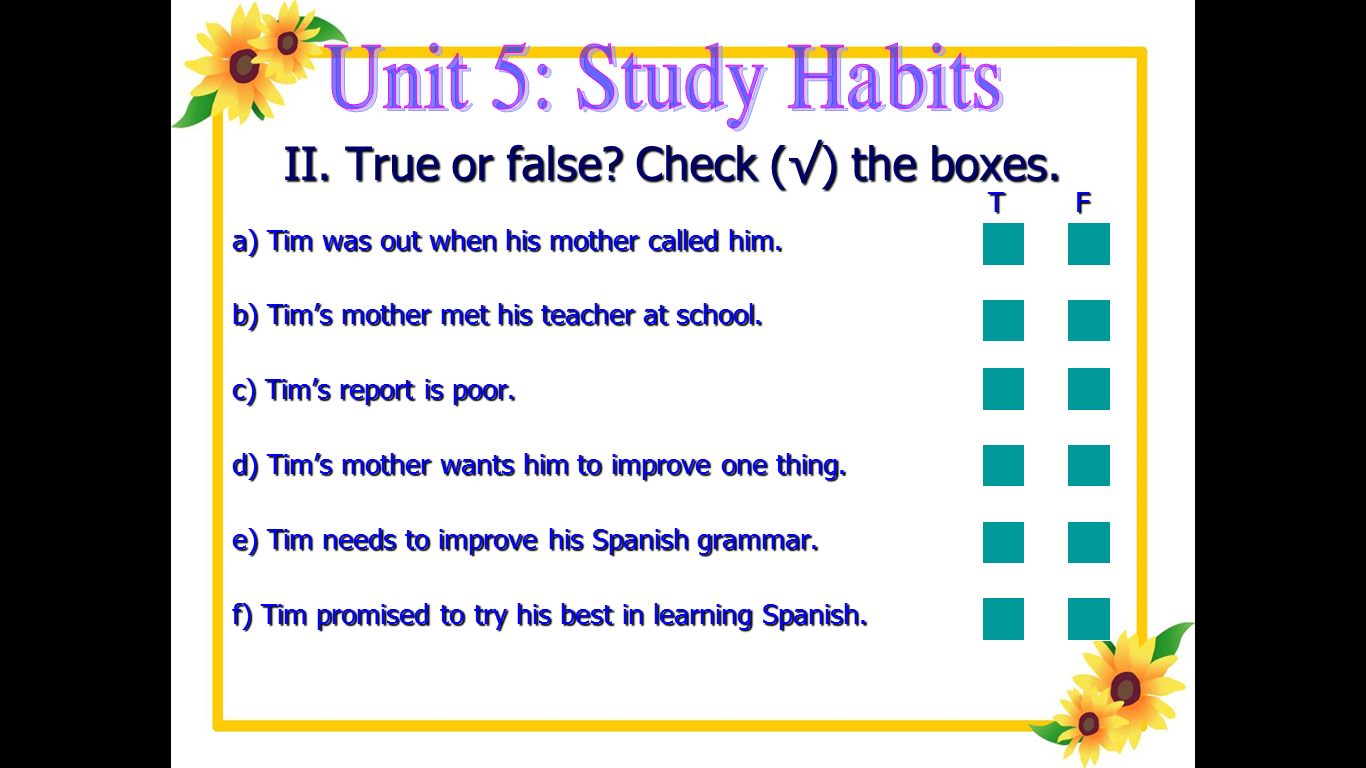 Unit 5: Study Habits
II. True or false? Check (√) the boxes.
T F
a) Tim was out when his mother called him.
b) Tim’s mother met his teacher at school.
c) Tim’s report is poor.
d) Tim’s mother wants him to improve one thing.
e) Tim needs to improve his Spanish grammar.
f) Tim promised to try his best in learning Spanish.